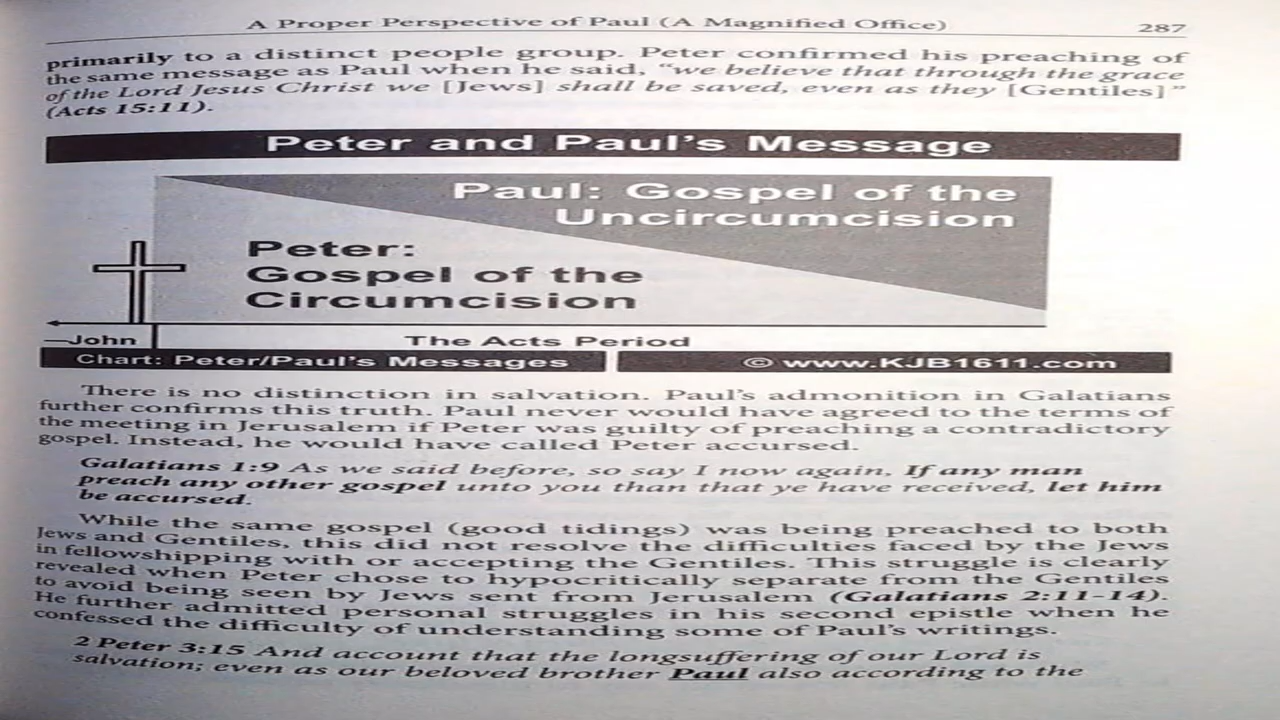 A Proper Perspective of Paul (A Magnified Office) 287
primarily to a distinct people group. Peter confirmed his preaching of
the same message as Paul when he said, “we believe that through the grace
of the Lord Jesus Christ we [Jews] shall be saved, even as they [Gentiles]”
(Acts 15:11).
Peter and Paul’s Message
Paul: Gospel of the
Uncircumcision
Peter:
Gospel of the
Circumcision
—John
The Acts Period
Chart: Peter/Paul’s Messages
© www.KJB1611.com
There is no distinction in salvation. Paul’s admonition in Galatians
further confirms this truth. Paul never would have agreed to the terms of
the meeting in Jerusalem if Peter was guilty of preaching a contradictory
gospel. Instead, he would have called Peter accursed.
Galatians 1:9 As we said before, so say I now again, If any man
preach any other gospel unto you than that ye have received, let him
be accursed.
While the same gospel (good tidings) was being preached to both
Jews and Gentiles, this did not resolve the difficulties faced by the Jews
in fellowshipping with or accepting the Gentiles. This struggle is clearly
revealed when Peter chose to hypocritically separate from the Gentiles
to avoid being seen by Jews sent from Jerusalem (Galatians 2:11-14).
He further admitted personal struggles in his second epistle when he
confessed the difficulty of understanding some of Paul’s writings.
2 Peter 3:15 And account that the longsuffering of our Lord is
salvation; even as our beloved brother Paul also according to the